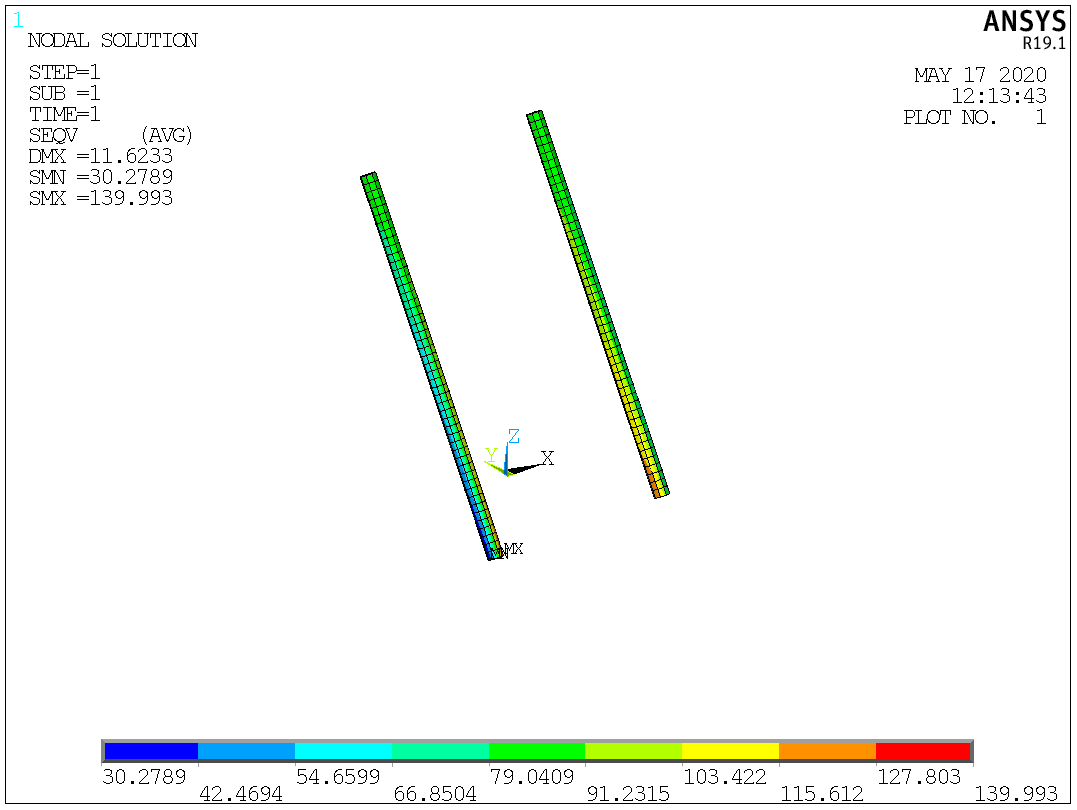 1
ANSYS
R19.1
NODAL SOLUTION
STEP=1
SUB =1
TIME=1
SEQV (AVG)
DMX =11.6233
SMN =30.2789
SMX =139.993
MAY 17 2020
12:13:43
PLOT NO. 1
Z
Y
X
MN
MX
30.2789
54.6599
79.0409
103.422
127.803
42.4694
66.8504
91.2315
115.612
139.993